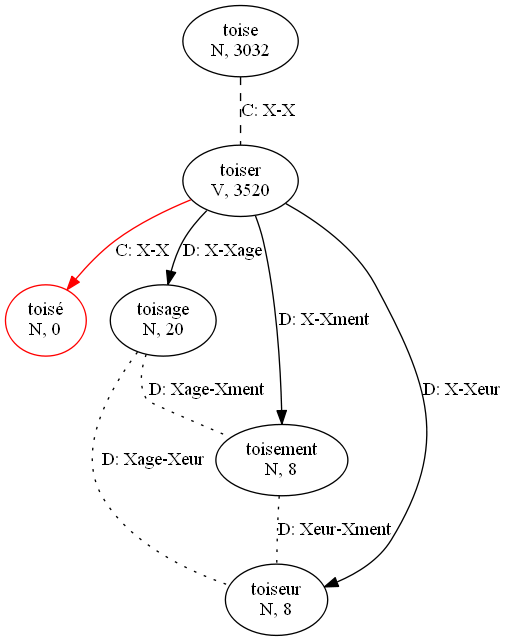 toise
N, 3032
C: X-X
toiser
V, 3520
C: X-X
D: X-Xage
toisé
N, 0
toisage
N, 20
D: X-Xment
D: Xage-Xment
D: X-Xeur
toisement
N, 8
D: Xage-Xeur
D: Xeur-Xment
toiseur
N, 8